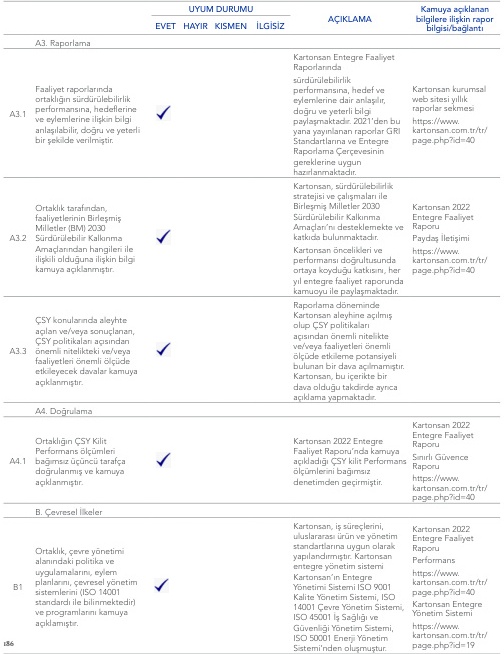 UYUM DURUMU
EVET HAYIR KISMEN İLGİSİZ
AÇIKLAMA
Kamuya açıklanan
bilgilere ilişkin rapor
bilgisi/bağlantı
A3. Raporlama
A3.1
Faaliyet raporlarında
ortaklığın sürdürülebilirlik
performansına, hedeflerine
ve eylemlerine ilişkin bilgi
anlaşılabilir, doğru ve yeterli
bir şekilde verilmiştir.
Kartonsan Entegre Faaliyet
Raporlarında
sürdürülebilirlik
performansına, hedef ve
eylemlerine dair anlaşılır,
doğru ve yeterli bilgi
paylaşmaktadır. 2021'den bu
yana yayınlanan raporlar GRI
Standartlarına ve Entegre
Raporlama Çerçevesinin
gereklerine uygun
hazırlanmaktadır.
Kartonsan kurumsal
web sitesi yıllık
raporlar sekmesi
https://www.
kartonsan.com.tr/tr/
page.php?id=40
A3.2
Ortaklık tarafından,
faaliyetlerinin Birleşmiş
Milletler (BM) 2030
Sürdürülebilir Kalkınma
Amaçlarından hangileri ile
ilişkili olduğuna ilişkin bilgi
kamuya açıklanmıştır.
Kartonsan, sürdürülebilirlik
stratejisi ve çalışmaları ile
Birleşmiş Milletler 2030
Sürdürülebilir Kalkınma
Amaçları'nı desteklemekte ve
katkıda bulunmaktadır.
Kartonsan öncelikleri ve
performansı doğrultusunda
ortaya koyduğu katkısını, her
yıl entegre faaliyet raporunda
kamuoyu ile paylaşmaktadır.
Kartonsan 2022
Entegre Faaliyet
Raporu
Paydaş İletişimi
https://www.
kartonsan.com.tr/tr/
page.php?id=40
A3.3
ÇSY konularında aleyhte
açılan ve/veya sonuçlanan,
ÇSY politikaları açısından
önemli nitelikteki ve/veya
faaliyetleri önemli ölçüde
etkileyecek davalar kamuya
açıklanmıştır.
Raporlama döneminde
Kartonsan aleyhine açılmış
olup ÇSY politikaları
açısından önemli nitelikte
ve/veya faaliyetleri önemli
ölçüde etkileme potansiyeli
bulunan bir dava açılmamıştır.
Kartonsan, bu içerikte bir
dava olduğu takdirde ayrıca
açıklama yapmaktadır.
A4. Doğrulama
A4.1
Ortaklığın ÇSY Kilit
Performans ölçümleri
bağımsız üçüncü tarafça
doğrulanmış ve kamuya
açıklanmıştır.
Kartonsan 2022 Entegre
Faaliyet Raporu'nda kamuya
açıkladığı ÇSY kilit Performans
ölçümlerini bağımsız
denetimden geçirmiştir.
Kartonsan 2022
Entegre Faaliyet
Raporu
Sınırlı Güvence
Raporu
https://www.
kartonsan.com.tr/tr/
page.php?id=40
B. Çevresel İlkeler
B1
Ortaklık, çevre yönetimi
alanındaki politika ve
uygulamalarını, eylem
planlarını, çevresel yönetim
sistemlerini (ISO 14001
standardı ile bilinmektedir)
ve programlarını kamuya
açıklamıştır.
Kartonsan, iş süreçlerini,
uluslararası ürün ve yönetim
standartlarına uygun olarak
yapılandırmıştır. Kartonsan
entegre yönetim sistemi
Kartonsan'ın Entegre
Yönetimi Sistemi ISO 9001
Kalite Yönetim Sistemi, ISO
14001 Çevre Yönetim Sistemi,
ISO 45001 İş Sağlığı ve
Güvenliği Yönetim Sistemi,
ISO 50001 Enerji Yönetim
Sistemi'nden oluşmuştur.
Kartonsan 2022
Entegre Faaliyet
Raporu
Performans
https://www.
kartonsan.com.tr/tr/
page.php?id=40
Kartonsan Entegre
Yönetim Sistemi
https://www.
kartonsan.com.tr/tr/
page.php?id=19
186